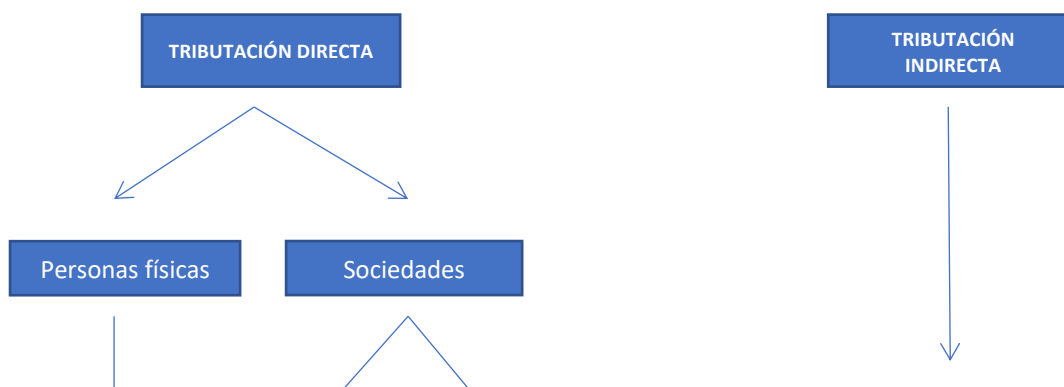 TRIBUTACIÓN DIRECTA
TRIBUTACIÓN
INDIRECTA
Personas físicas
Sociedades